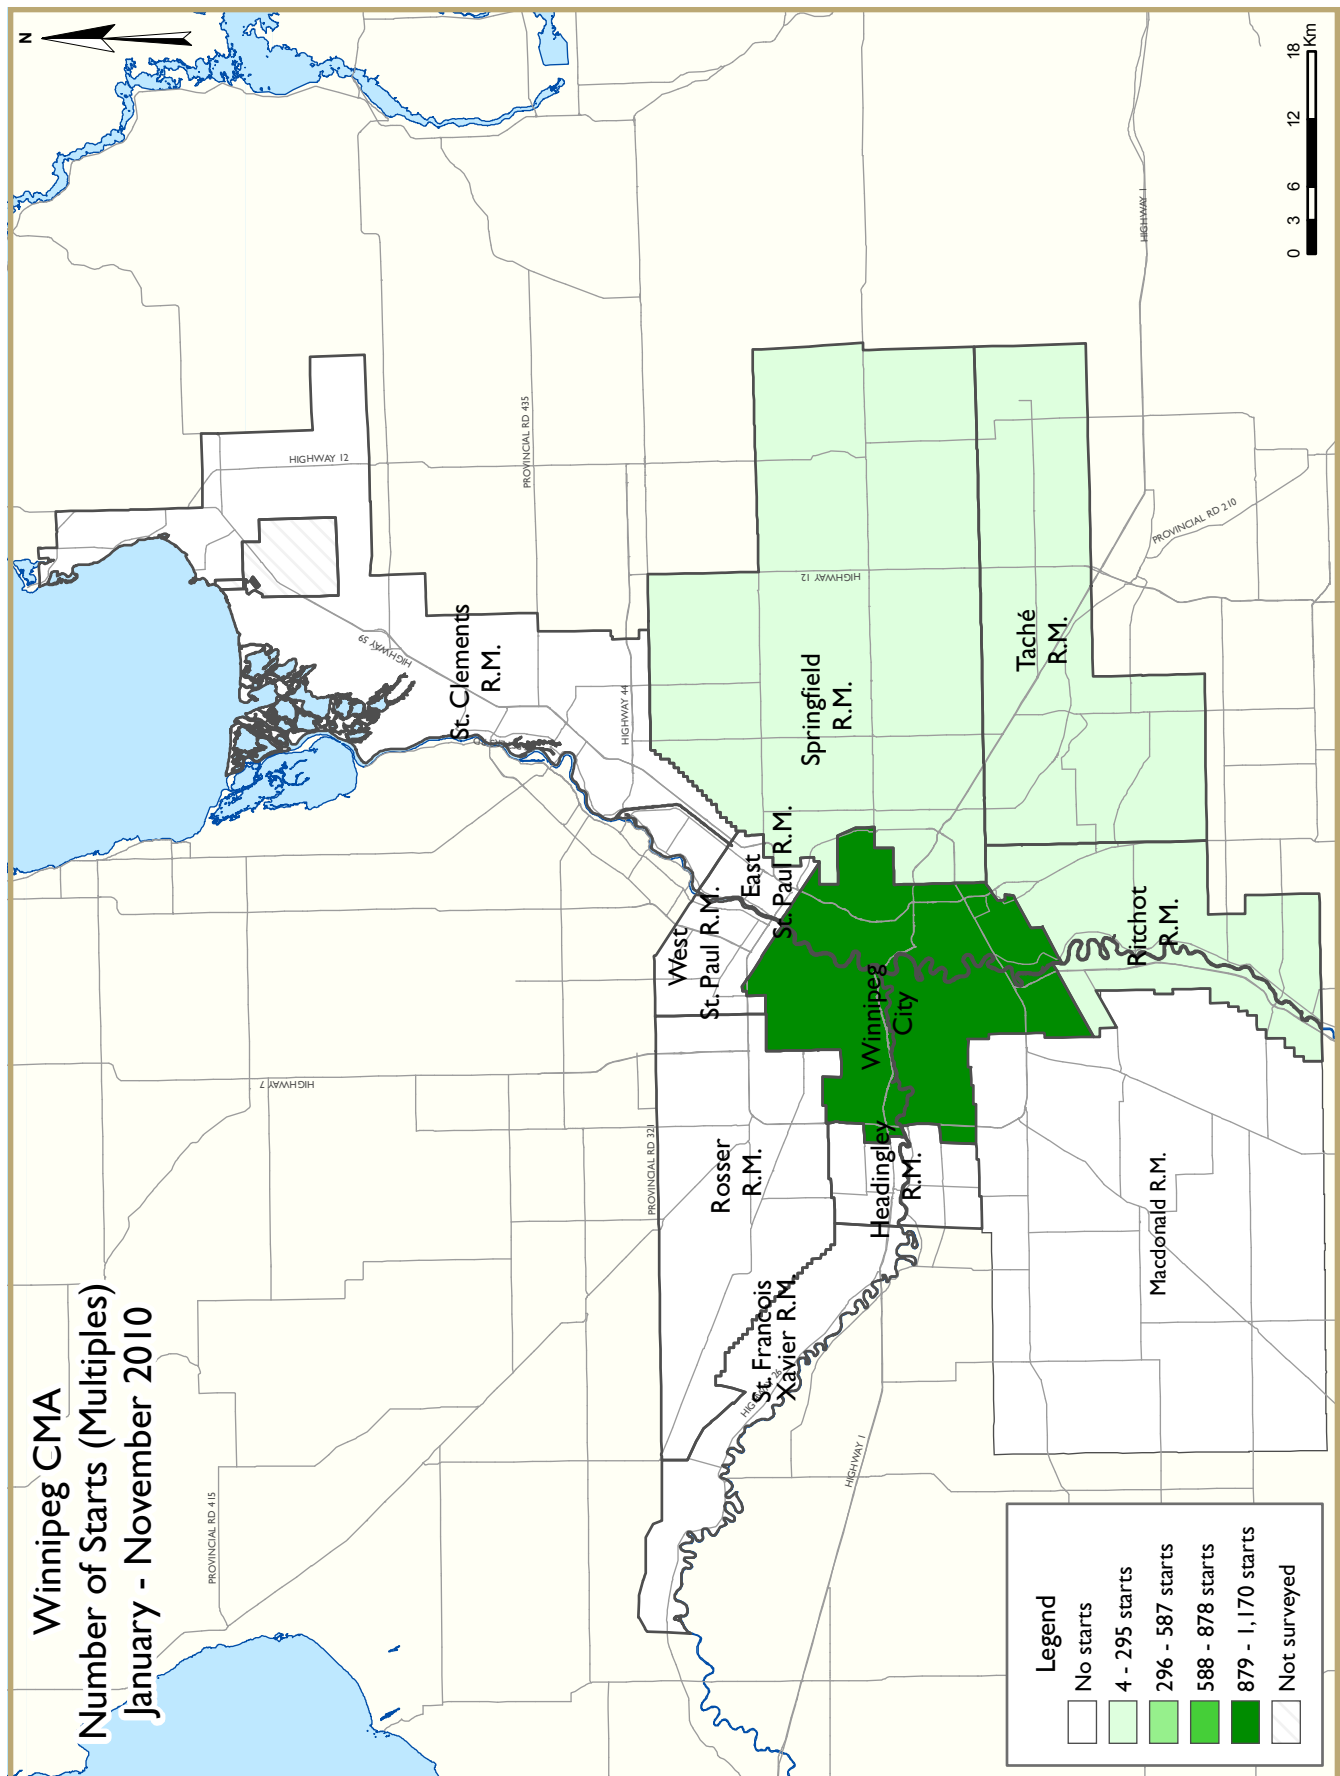 Winnipeg CMA
Number of Starts (Multiples)
January - November 2010
N
HIGHWAY 12
PROVINCIAL RD 435
HIGHWAY 59
St. Clements
R.M.
HIGHWAY 44
HIGHWAY 1
PROVINCIAL RD 210
HIGHWAY 12
Springfield
R.M.
Taché
R.M.
East
St. Paul R.M.
West
St. Paul R.M.
Ritchot
R.M.
Winnipeg
City
HIGHWAY 7
PROVINCIAL RD 321
Rosser
R.M.
Headingley
R.M.
Macdonald R.M.
St. Francois
Xavier R.M.
HIGHWAY 26
HIGHWAY 1
PROVINCIAL RD 415
Legend
No starts
4 - 295 starts
296 - 587 starts
588 - 878 starts
879 - 1,170 starts
Not surveyed
0 3 6 12 18
Km